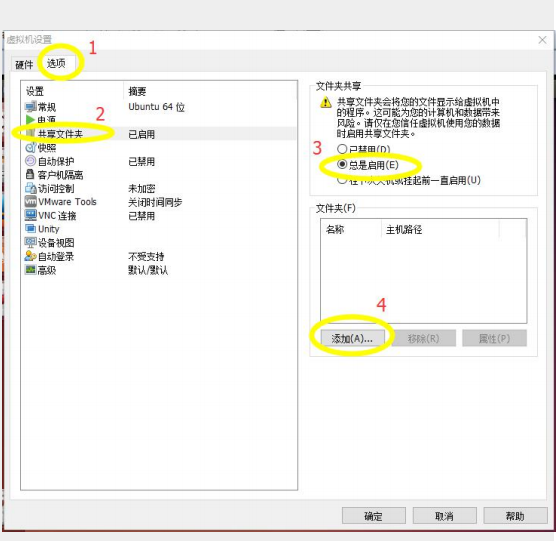 虚拟机设置
1
硬件 选项
设置 摘要
常规 Ubuntu 64 位
电源
2
共享文件夹 已启用
快照
自动保护 已禁用
客户机隔离
访问控制 未加密
VMware Tools 关闭时间同步
VNC 连接 已禁用
Unity
设备视图
自动登录 不受支持
高级 默认/默认
文件夹共享
共享文件夹会将您的文件显示给虚拟机中
的程序。这可能为您的计算机和数据带来
风险。请仅在您信任虚拟机使用您的数据
时启用共享文件夹。
3
已禁用(D)
总是启用(E)
在下次关机或挂起前一直启用(U)
文件夹(F)
名称 主机路径
4
添加(A)... 移除(R) 属性(P)
确定 取消 帮助